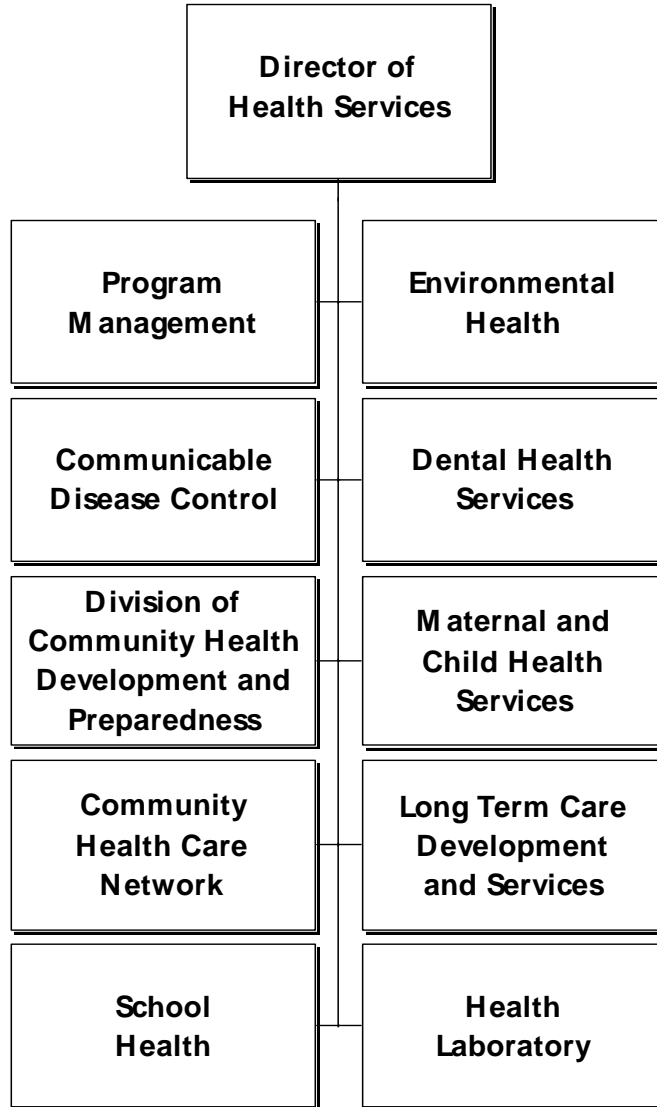 Director of
Health Services
Program
Management
Environmental
Health
Communicable
Disease Control
Dental Health
Services
Division of
Community Health
Development and
Preparedness
Maternal and
Child Health
Services
Community
Health Care
Network
Long Term Care
Development
and Services
School
Health
Health
Laboratory